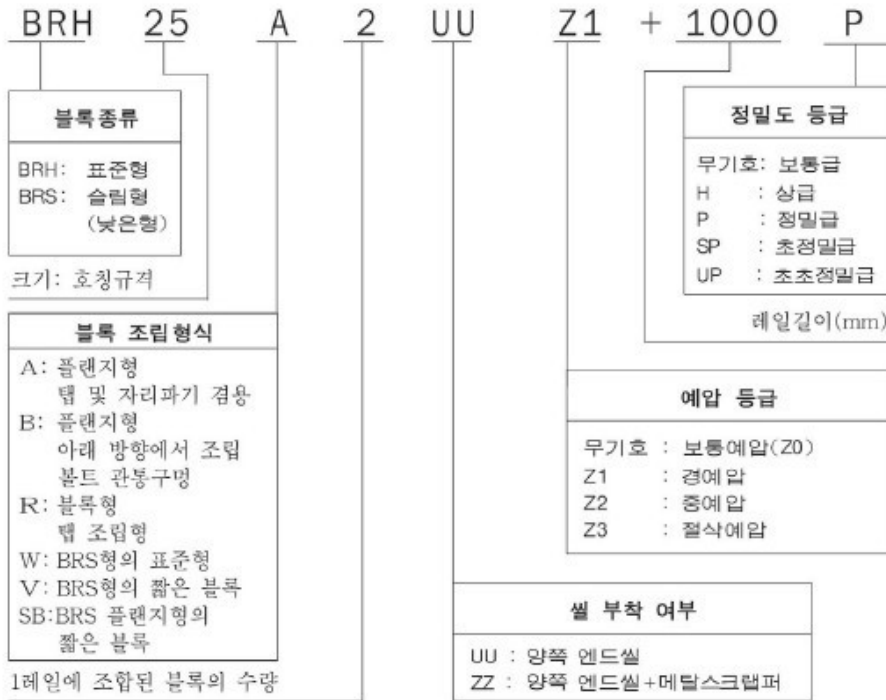 BRH 25 A 2 UU Z1 + 1000 P
블록종류
BRH: 표준형
BRS: 슬림형
(낮은형)
크기: 호칭규격
블록 조립형식
A: 플랜지형
탭 및 자리파기 겸용
B: 플랜지형
아래 방향에서 조립
볼트 관통구멍
R: 블록형
탭 조립형
W: BRS형의 표준형
V: BRS형의 짧은 블록
SB:BRS 플랜지형의
짧은 블록
1레일에 조합된 블록의 수량
정밀도 등급
무기호: 보통급
H : 상급
P : 정밀급
SP : 초정밀급
UP : 초초정밀급
레일길이(mm)
예압 등급
무기호 : 보통예압(Z0)
Z1 : 경예압
Z2 : 중예압
Z3 : 절삭예압
씰 부착 여부
UU : 양쪽 엔드씰
ZZ : 양쪽 엔드씰+메탈스크랩퍼